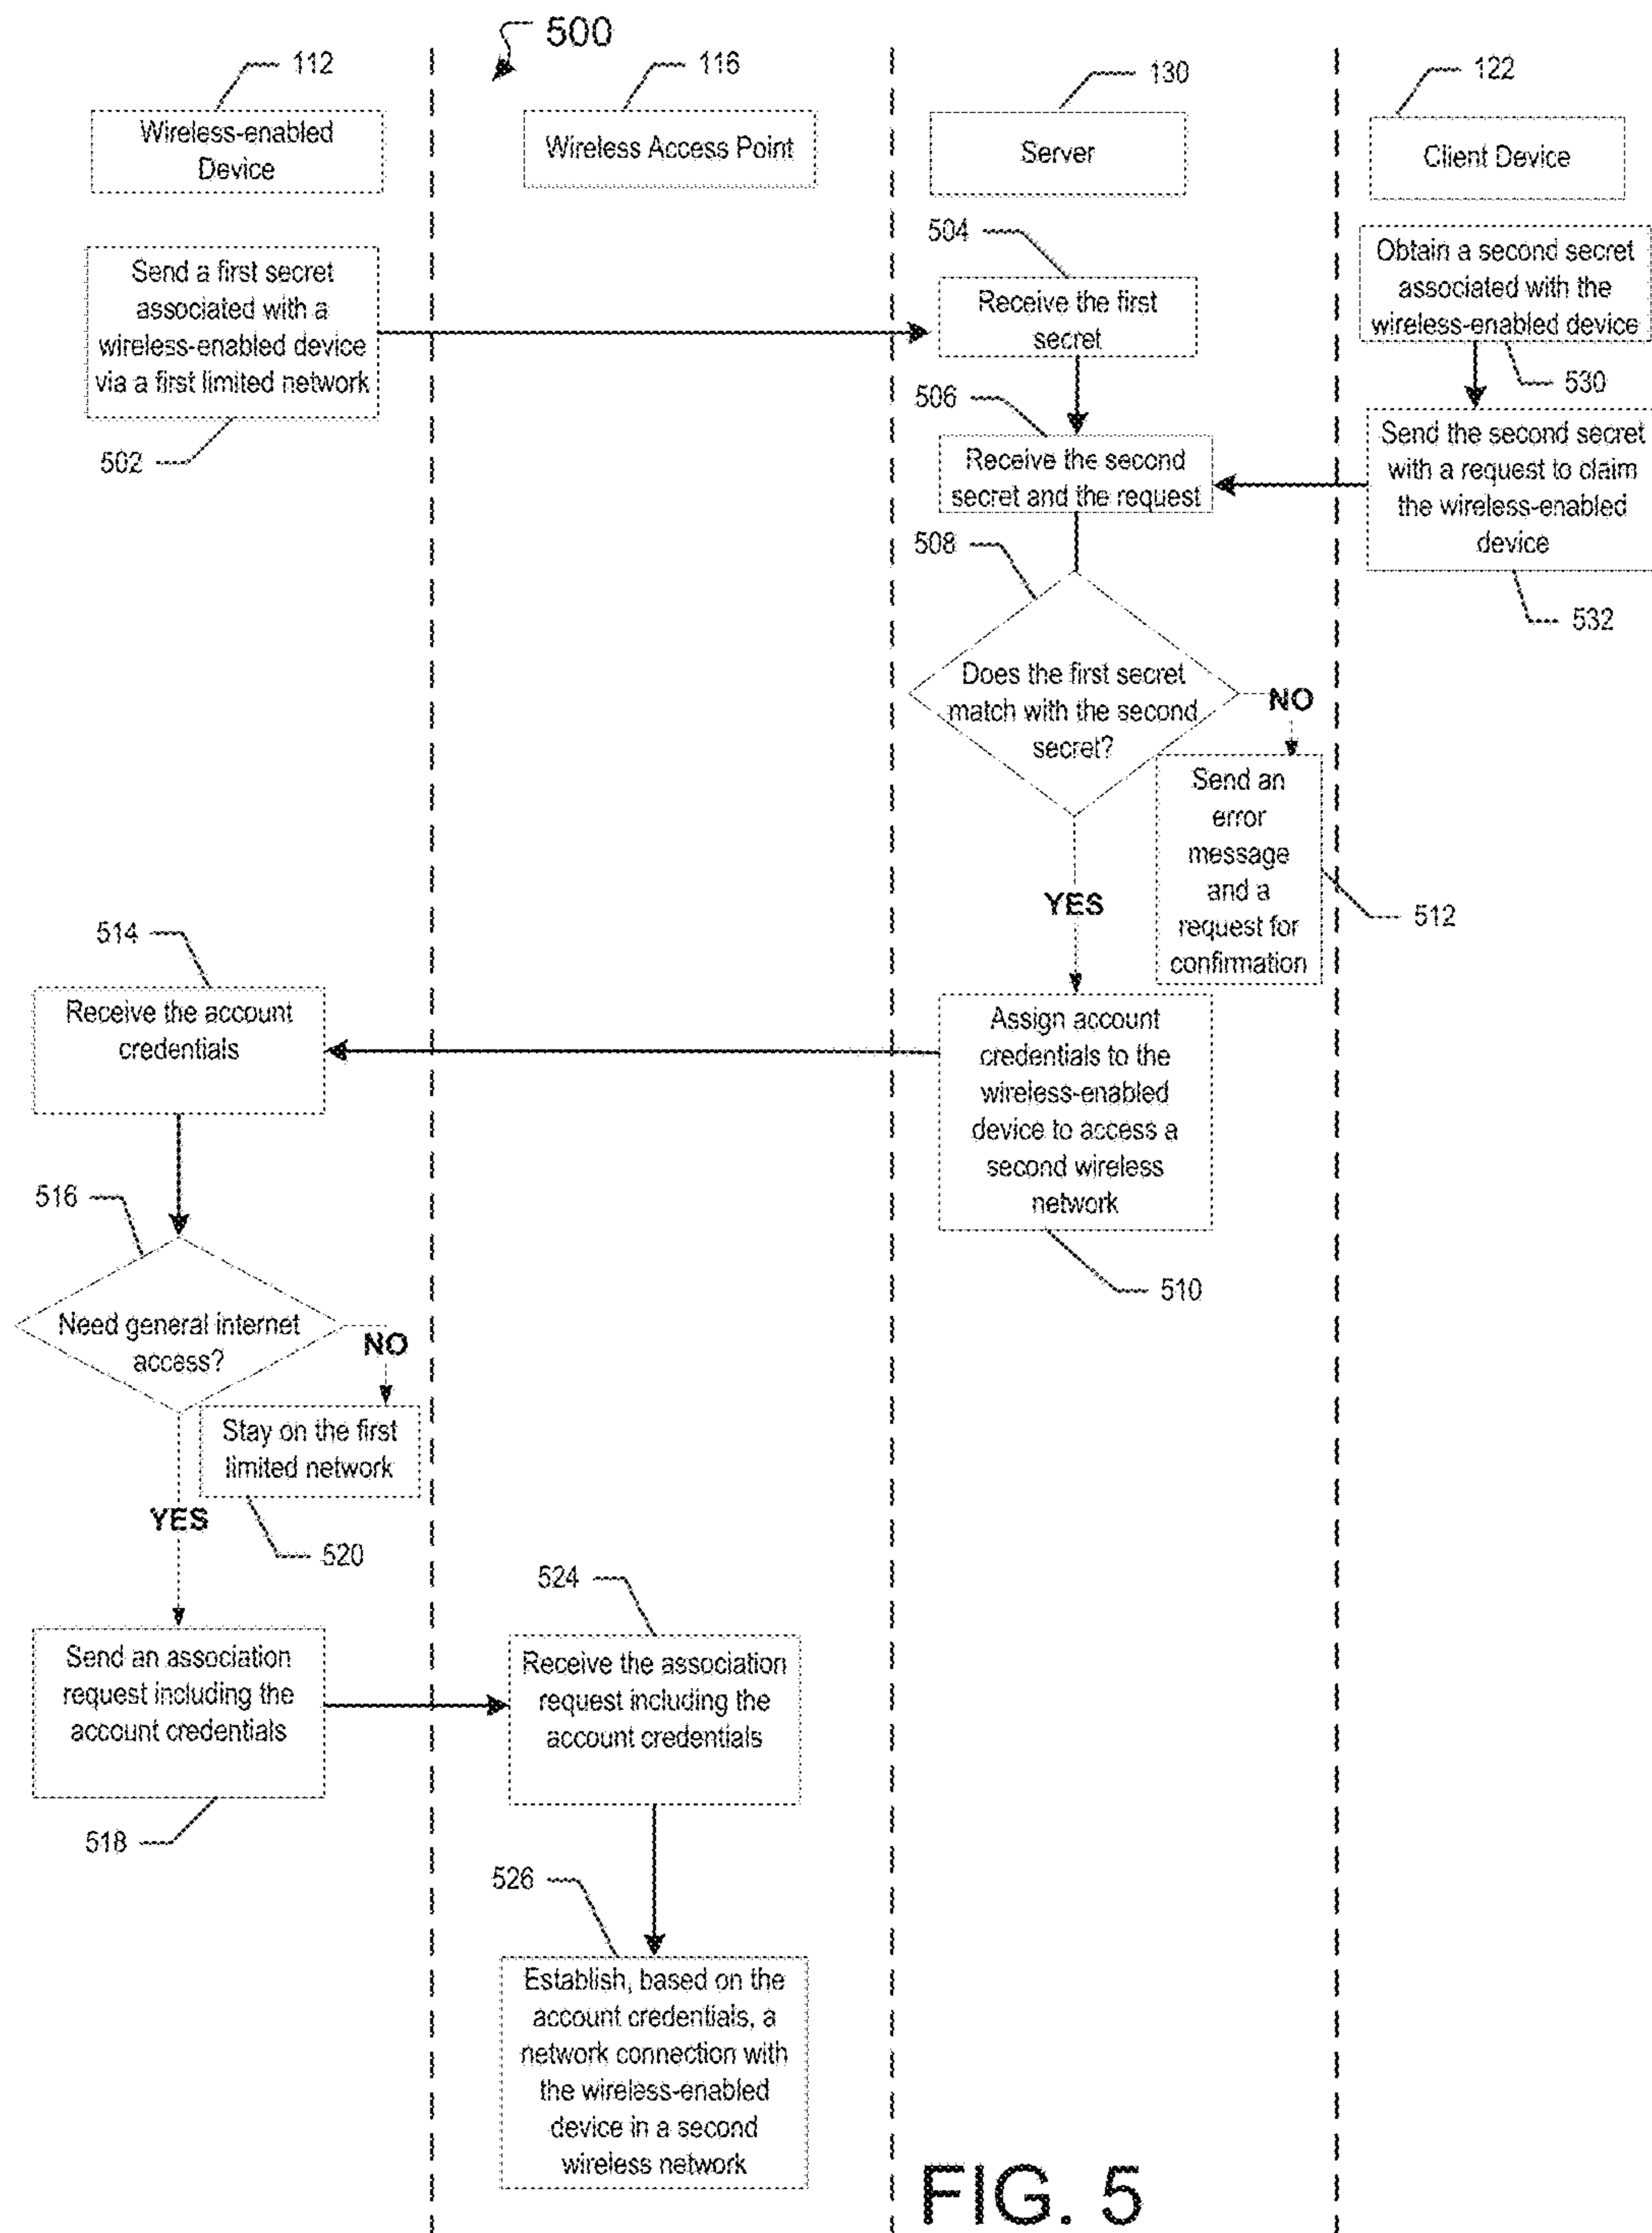 500
112
116
130
122
Wireless-enabled
Device
Wireless Access Point
Server
Client Device
Send a first secret
associated with a
wireless-enabled device
via a first limited network
502
504
Receive the first
secret
Obtain a second secret
associated with the
wireless-enabled device
530
506
Receive the second
secret and the request
Send the second secret
with a request to claim
the wireless-enabled
device
532
508
Does the first secret
match with the second
secret?
NO
Send an
error
message
and a
request for
confirmation
512
YES
514
Receive the account
credentials
Assign account
credentials to the
wireless-enabled
device to access a
second wireless
network
510
516
Need general internet
access?
NO
Stay on the first
limited network
520
YES
518
Send an association
request including the
account credentials
524
Receive the association
request including the
account credentials
526
Establish, based on the
account credentials, a
network connection with
the wireless-enabled
device in a second
wireless network
FIG. 5